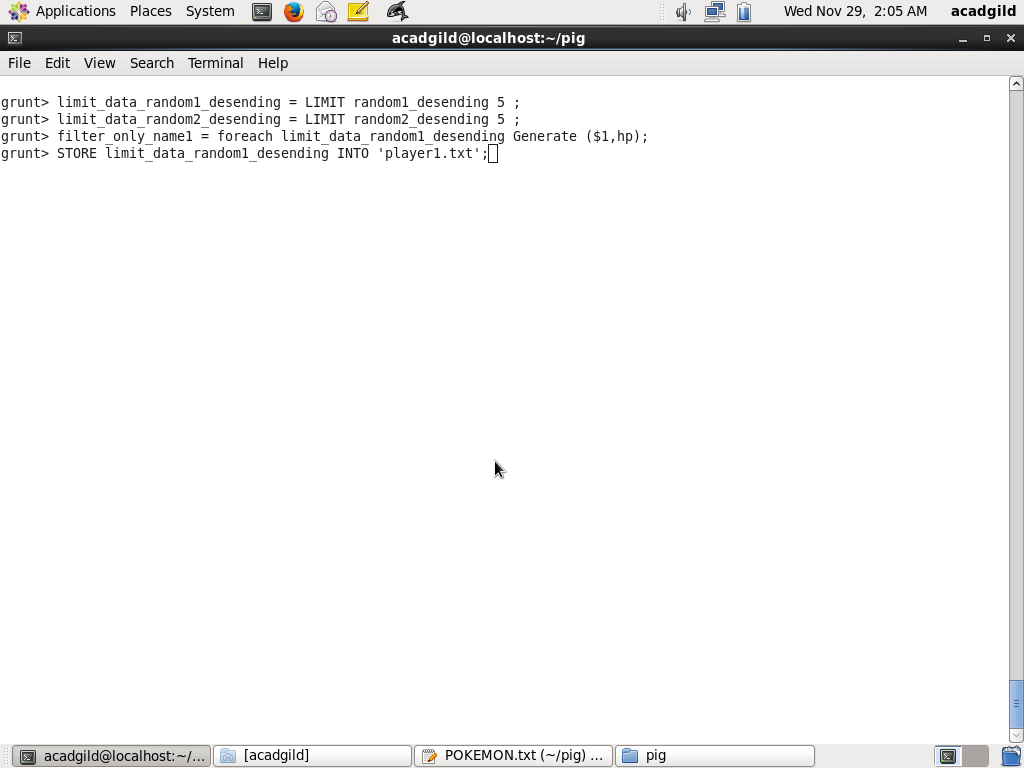 Applications Places System Wed Nov 29, 2:05 AM acadgild
acadgild@localhost:~/pig
File Edit View Search Terminal Help
grunt> limit_data_random1_desending = LIMIT random1_desending 5 ;
grunt> limit_data_random2_desending = LIMIT random2_desending 5 ;
grunt> filter_only_name1 = foreach limit_data_random1_desending Generate ($1,hp);
grunt> STORE limit_data_random1_desending INTO 'player1.txt';
acadgild@localhost:~/... [acadgild] POKEMON.txt (~/pig) ... pig